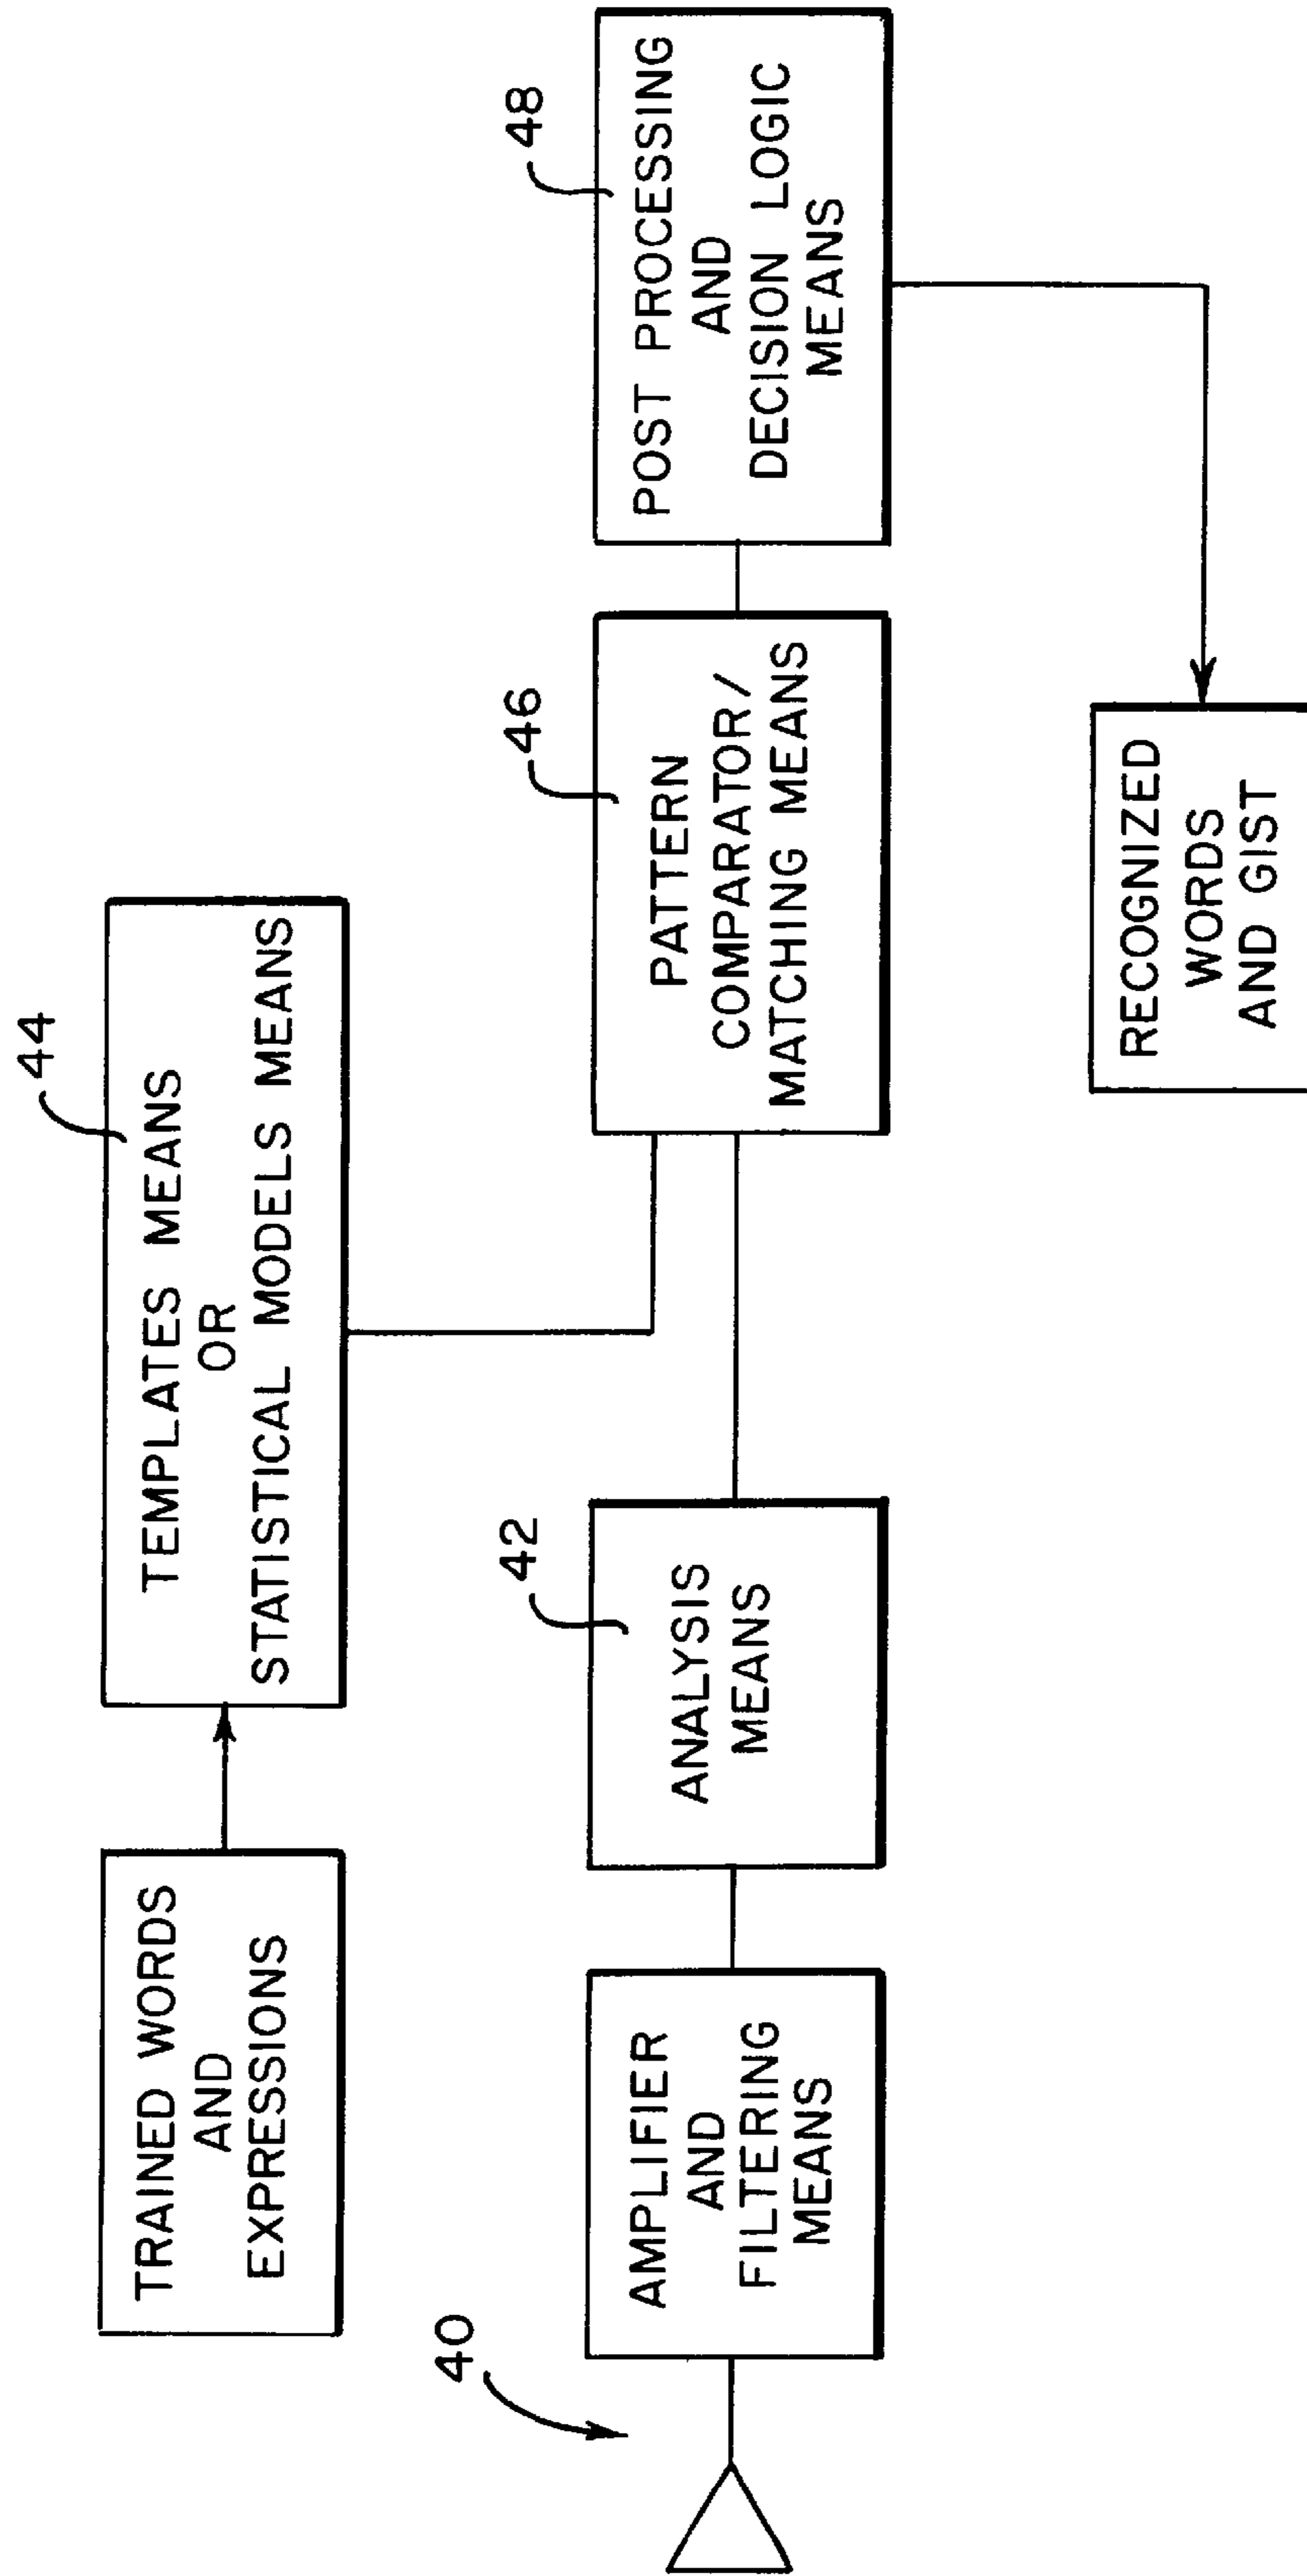 TRAINED WORDS
AND
EXPRESSIONS
44
TEMPLATES MEANS
OR
STATISTICAL MODELS MEANS
40
AMPLIFIER
AND
FILTERING
MEANS
42
ANALYSIS
MEANS
46
PATTERN
COMPARATOR/
MATCHING MEANS
48
POST PROCESSING
AND
DECISION LOGIC
MEANS
RECOGNIZED
WORDS
AND GIST